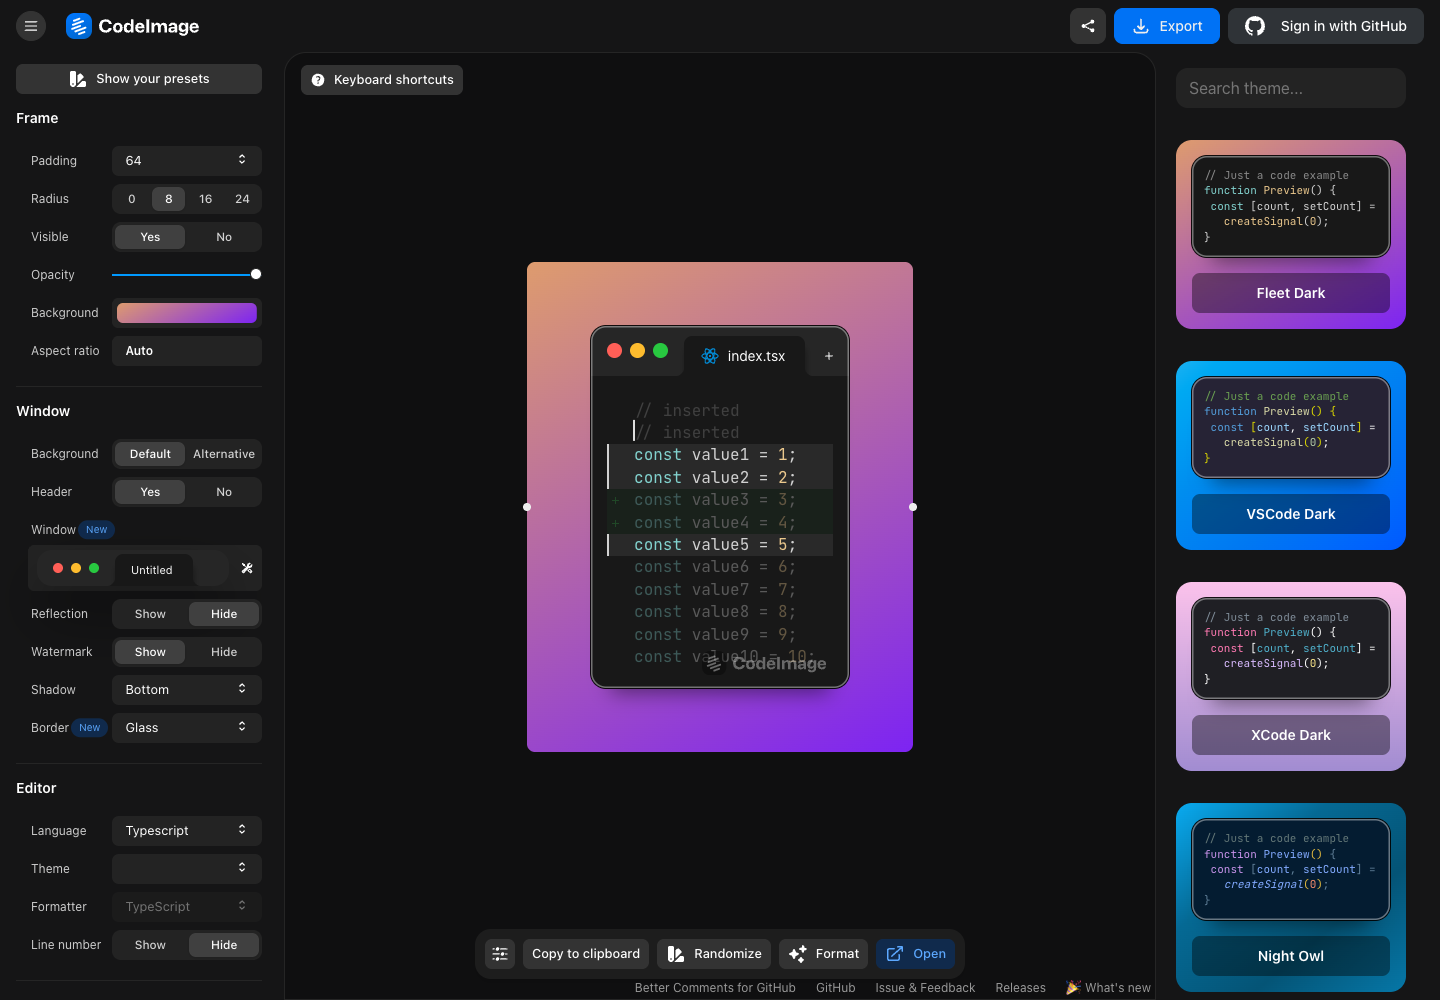 CodeImage
Export
Sign in with GitHub
Show your presets
Keyboard shortcuts
Search theme...
Frame
Padding 64
Radius 0 8 16 24
Visible Yes No
Opacity
Background
Aspect ratio Auto
Window
Background Default Alternative
Header Yes No
Window New
Untitled
Reflection Show Hide
Watermark Show Hide
Shadow Bottom
Border New Glass
Editor
Language Typescript
Theme
Formatter TypeScript
Line number Show Hide
index.tsx +
// inserted
// inserted
const value1 = 1;
const value2 = 2;
+ const value3 = 3;
+ const value4 = 4;
const value5 = 5;
const value6 = 6;
const value7 = 7;
const value8 = 8;
const value9 = 9;
const value10 = 10;
CodeImage
Copy to clipboard
Randomize
Format
Open
Better Comments for GitHub
GitHub
Issue & Feedback
Releases
🎉 What's new
// Just a code example
function Preview() {
const [count, setCount] =
createSignal(0);
}
Fleet Dark
// Just a code example
function Preview() {
const [count, setCount] =
createSignal(0);
}
VSCode Dark
// Just a code example
function Preview() {
const [count, setCount] =
createSignal(0);
}
XCode Dark
// Just a code example
function Preview() {
const [count, setCount] =
createSignal(0);
}
Night Owl